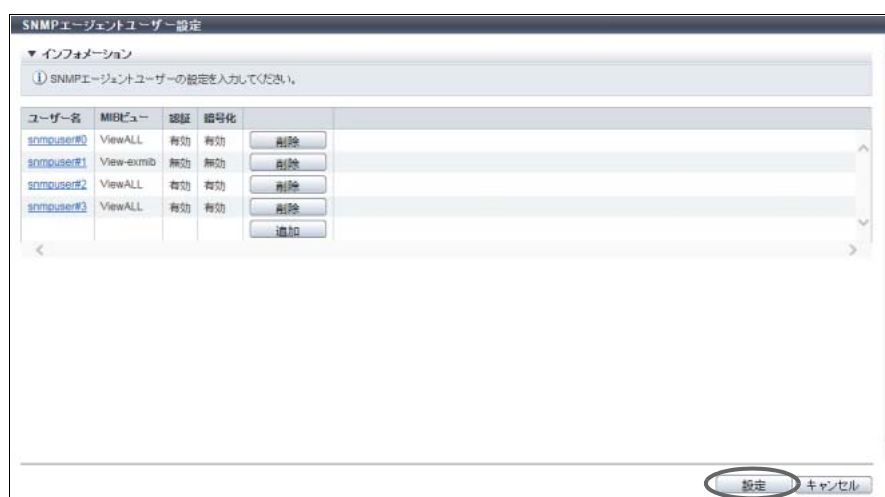 SNMPエージェントユーザー設定
▼ インフォメーション
SNMPエージェントユーザーの設定を入力してください。
ユーザー名 MIBビュー 認証 暗号化
snmpuser#0 ViewALL 有効 有効 削除
snmpuser#1 View-exmib 無効 無効 削除
snmpuser#2 ViewALL 有効 有効 削除
snmpuser#3 ViewALL 有効 有効 削除
追加
設定 キャンセル